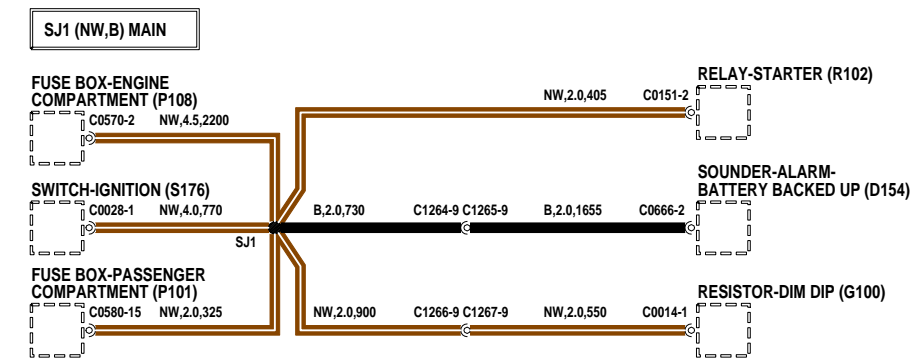 SJ1 (NW,B) MAIN
FUSE BOX-ENGINE
COMPARTMENT (P108)
C0570-2 NW,4.5,2200
RELAY-STARTER (R102)
NW,2.0,405 C0151-2
SWITCH-IGNITION (S176)
C0028-1 NW,4.0,770
SJ1
B,2.0,730 C1264-9 C1265-9 B,2.0,1655 C0666-2
SOUNDER-ALARM-
BATTERY BACKED UP (D154)
FUSE BOX-PASSENGER
COMPARTMENT (P101)
C0580-15 NW,2.0,325
NW,2.0,900 C1266-9 C1267-9 NW,2.0,550 C0014-1
RESISTOR-DIM DIP (G100)